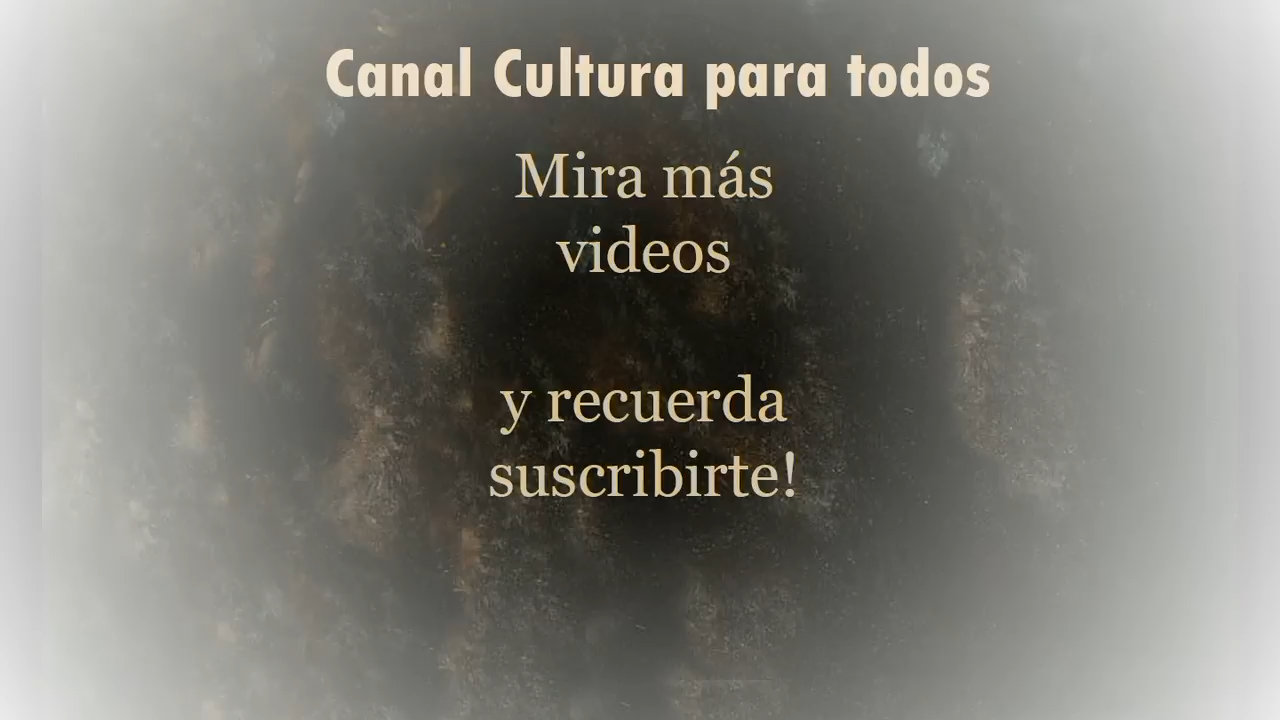 Canal Cultura para todos
Mira más
videos
y recuerda
suscribirte!